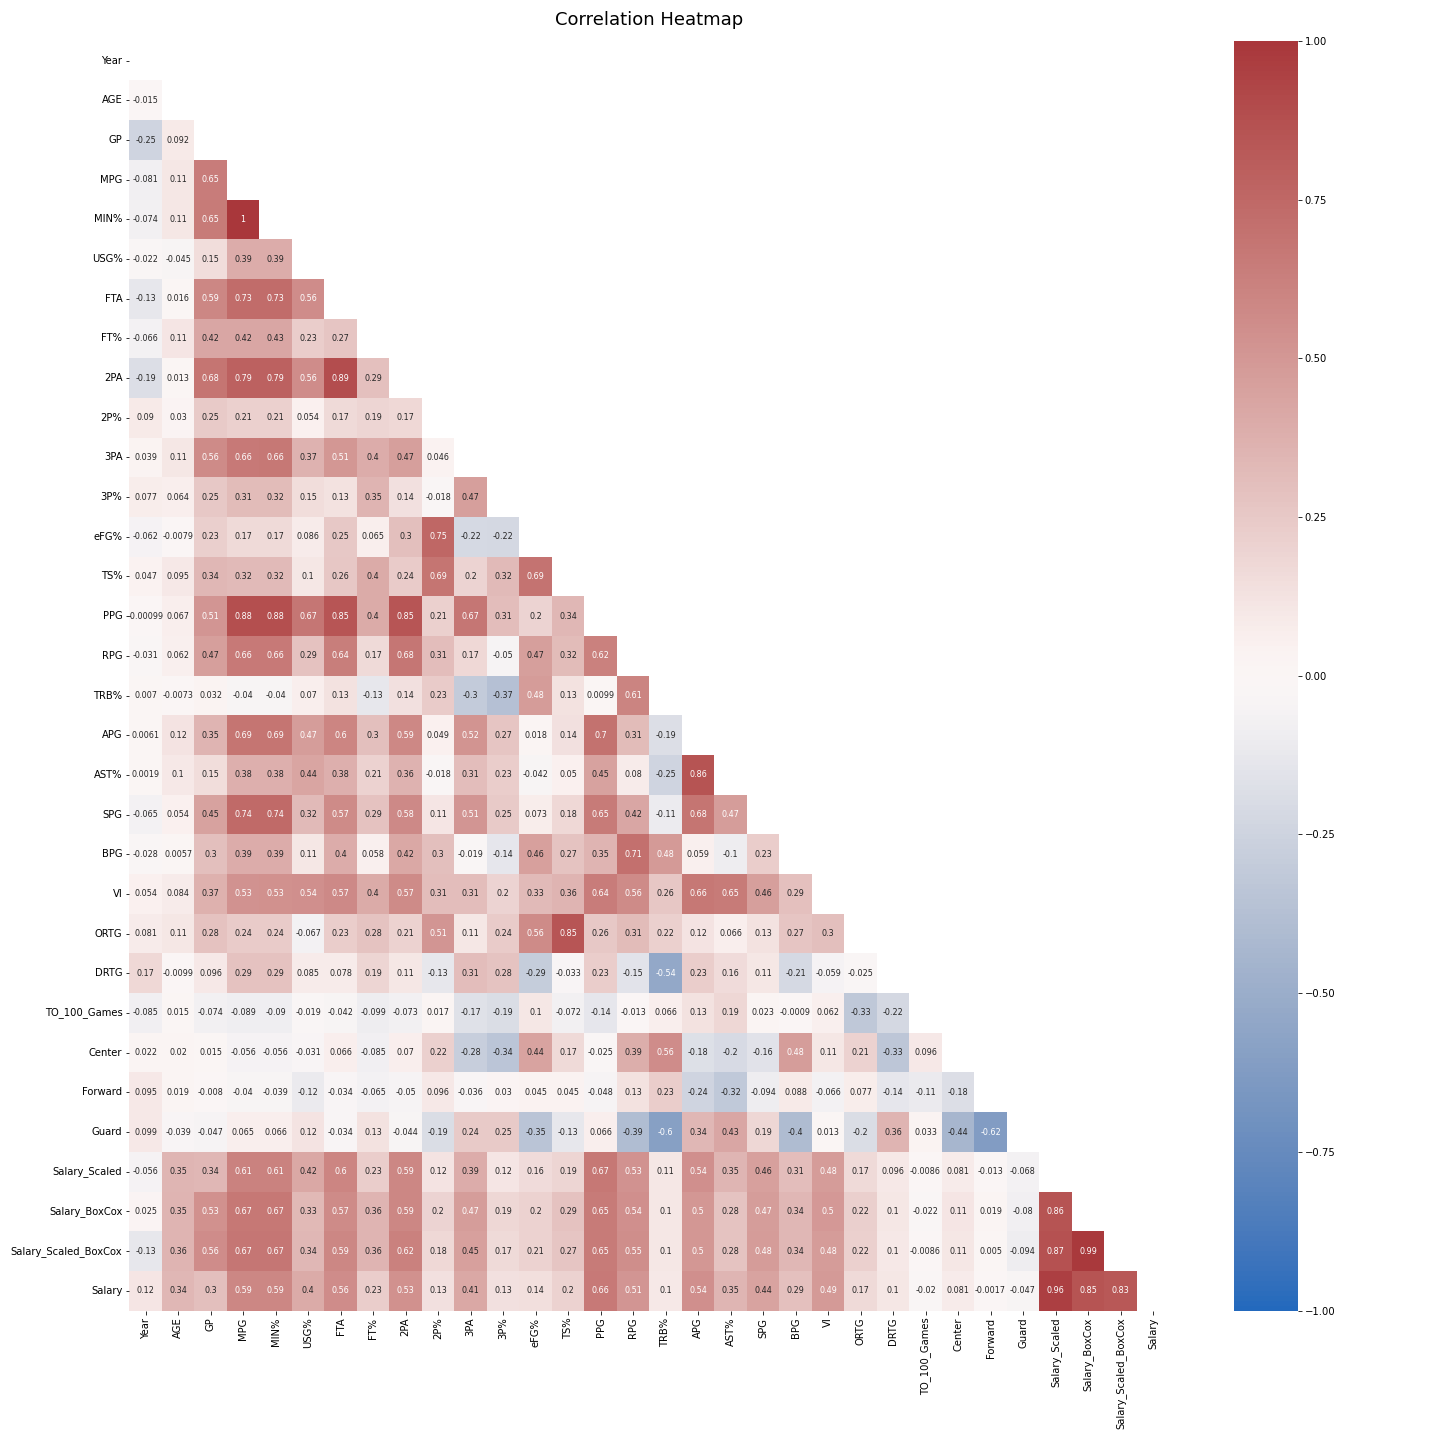 Correlation Heatmap
Year
AGE -0.015
GP -0.25 0.092
MPG -0.081 0.11 0.65
MIN% -0.074 0.11 0.65 1
USG% -0.022 -0.045 0.15 0.39 0.39
FTA -0.13 0.016 0.59 0.73 0.73 0.56
FT% -0.066 0.11 0.42 0.42 0.43 0.23 0.27
2PA -0.19 0.013 0.68 0.79 0.79 0.56 0.89 0.29
2P% 0.09 0.03 0.25 0.21 0.21 0.054 0.17 0.19 0.17
3PA 0.039 0.11 0.56 0.66 0.66 0.37 0.51 0.4 0.47 0.046
3P% 0.077 0.064 0.25 0.31 0.32 0.15 0.13 0.35 0.14 -0.018 0.47
eFG% -0.062 -0.0079 0.23 0.17 0.17 0.086 0.25 0.065 0.3 0.75 -0.22 -0.22
TS% 0.047 0.095 0.34 0.32 0.32 0.1 0.26 0.4 0.24 0.69 0.2 0.32 0.69
PPG -0.00099 0.067 0.51 0.88 0.88 0.67 0.85 0.4 0.85 0.21 0.67 0.31 0.2 0.34
RPG -0.031 0.062 0.47 0.66 0.66 0.29 0.64 0.17 0.68 0.31 0.17 -0.05 0.47 0.32 0.62
TRB% 0.007 -0.0073 0.032 -0.04 -0.04 0.07 0.13 -0.13 0.14 0.23 -0.3 -0.37 0.48 0.13 0.0099 0.61
APG 0.0061 0.12 0.35 0.69 0.69 0.47 0.6 0.3 0.59 0.049 0.52 0.27 0.018 0.14 0.7 0.31 -0.19
AST% 0.0019 0.1 0.15 0.38 0.38 0.44 0.38 0.21 0.36 -0.018 0.31 0.23 -0.042 0.05 0.45 0.08 -0.25 0.86
SPG -0.065 0.054 0.45 0.74 0.74 0.32 0.57 0.29 0.58 0.11 0.51 0.25 0.073 0.18 0.65 0.42 -0.11 0.68 0.47
BPG -0.028 0.0057 0.3 0.39 0.39 0.11 0.4 0.058 0.42 0.3 -0.019 -0.14 0.46 0.27 0.35 0.71 0.48 0.059 -0.1 0.23
VI 0.054 0.084 0.37 0.53 0.53 0.54 0.57 0.4 0.57 0.31 0.31 0.2 0.33 0.36 0.64 0.56 0.26 0.66 0.65 0.46 0.29
ORTG 0.081 0.11 0.28 0.24 0.24 -0.067 0.23 0.28 0.21 0.51 0.11 0.24 0.56 0.85 0.26 0.31 0.22 0.12 0.066 0.13 0.27 0.3
DRTG 0.17 -0.0099 0.096 0.29 0.29 0.085 0.078 0.19 0.11 -0.13 0.31 0.28 -0.29 -0.033 0.23 -0.15 -0.54 0.23 0.16 0.11 -0.21 -0.059 -0.025
TO_100_Games -0.085 0.015 -0.074 -0.089 -0.09 -0.019 -0.042 -0.099 -0.073 0.017 -0.17 -0.19 0.1 -0.072 -0.14 -0.013 0.066 0.13 0.19 0.023 -0.0009 0.062 -0.33 -0.22
Center 0.022 0.02 0.015 -0.056 -0.056 -0.031 0.066 -0.085 0.07 0.22 -0.28 -0.34 0.44 0.17 -0.025 0.39 0.56 -0.18 -0.2 -0.16 0.48 0.11 0.21 -0.33 0.096
Forward 0.095 0.019 -0.008 -0.04 -0.039 -0.12 -0.034 -0.065 -0.05 0.096 -0.036 0.03 0.045 0.045 -0.048 0.13 0.23 -0.24 -0.32 -0.094 0.088 -0.066 0.077 -0.14 -0.11 -0.18
Guard 0.099 -0.039 -0.047 0.065 0.066 0.12 -0.034 0.13 -0.044 -0.19 0.24 0.25 -0.35 -0.13 0.066 -0.39 -0.6 0.34 0.43 0.19 -0.4 0.013 -0.2 0.36 0.033 -0.44 -0.62
Salary_Scaled -0.056 0.35 0.34 0.61 0.61 0.42 0.6 0.23 0.59 0.12 0.39 0.12 0.16 0.19 0.67 0.53 0.11 0.54 0.35 0.46 0.31 0.48 0.17 0.096 -0.0086 0.081 -0.013 -0.068
Salary_BoxCox 0.025 0.35 0.53 0.67 0.67 0.33 0.57 0.36 0.59 0.2 0.47 0.19 0.2 0.29 0.65 0.54 0.1 0.5 0.28 0.47 0.34 0.5 0.22 0.1 -0.022 0.11 0.019 -0.08 0.86
Salary_Scaled_BoxCox -0.13 0.36 0.56 0.67 0.67 0.34 0.59 0.36 0.62 0.18 0.45 0.17 0.21 0.27 0.65 0.55 0.1 0.5 0.28 0.48 0.34 0.48 0.22 0.1 -0.0086 0.11 0.005 -0.094 0.87 0.99
Salary 0.12 0.34 0.3 0.59 0.59 0.4 0.56 0.23 0.53 0.13 0.41 0.13 0.14 0.2 0.66 0.51 0.1 0.54 0.35 0.44 0.29 0.49 0.17 0.1 -0.02 0.081 -0.0017 -0.047 0.96 0.85 0.83
Year AGE GP MPG MIN% USG% FTA FT% 2PA 2P% 3PA 3P% eFG% TS% PPG RPG TRB% APG AST% SPG BPG VI ORTG DRTG TO_100_Games Center Forward Guard Salary_Scaled Salary_BoxCox Salary_Scaled_BoxCox Salary
1.00
0.75
0.50
0.25
0.00
−0.25
−0.50
−0.75
−1.00